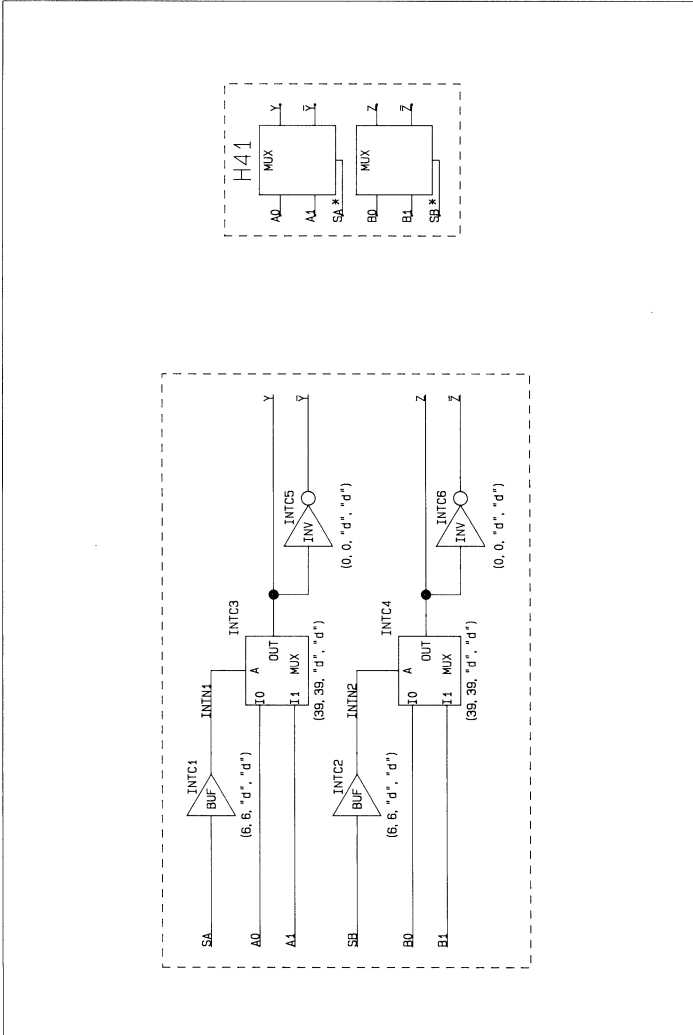 H41
MUX
A0
A1
SA *
Y
Y̅
MUX
B0
B1
SB *
Z
Z̅
SA
INTC1
BUF
(6, 6, "d", "d")
INTN1
A0
A1
I0
I1
A
OUT
MUX
INTC3
(39, 39, "d", "d")
INTC5
INV
(0, 0, "d", "d")
Y
Y̅
SB
INTC2
BUF
(6, 6, "d", "d")
INTN2
B0
B1
I0
I1
A
OUT
MUX
INTC4
(39, 39, "d", "d")
INTC6
INV
(0, 0, "d", "d")
Z
Z̅